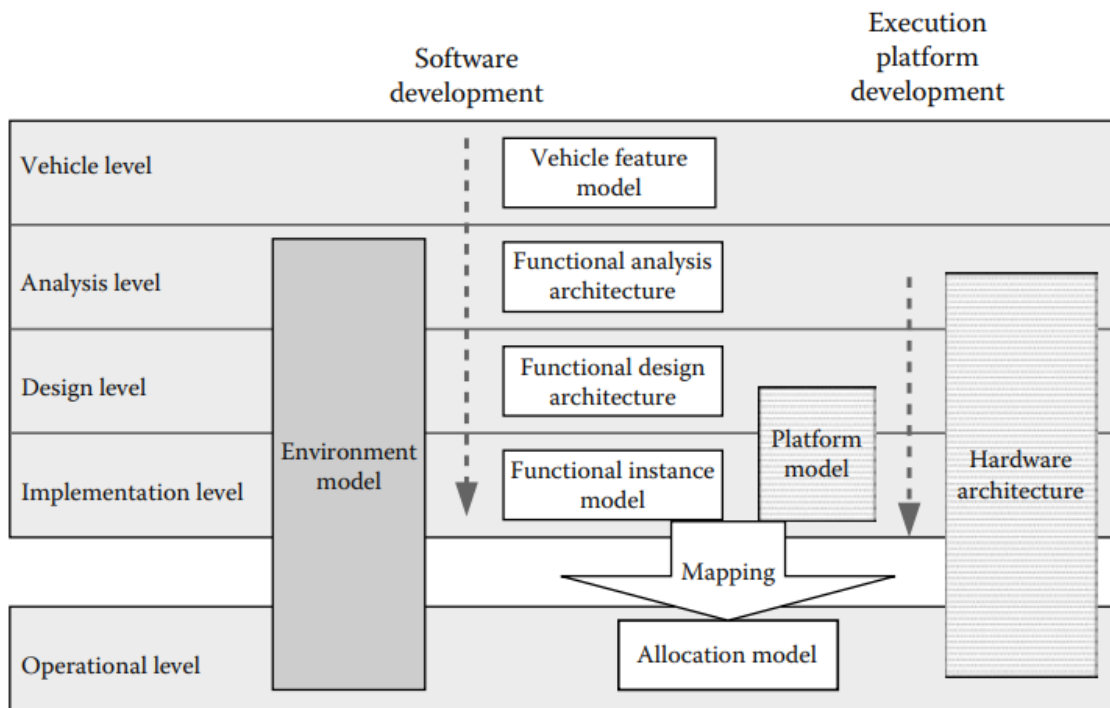 Software
development
Execution
platform
development
Vehicle level
Vehicle feature
model
Analysis level
Functional analysis
architecture
Design level
Functional design
architecture
Environment
model
Platform
model
Hardware
architecture
Implementation level
Functional instance
model
Mapping
Operational level
Allocation model